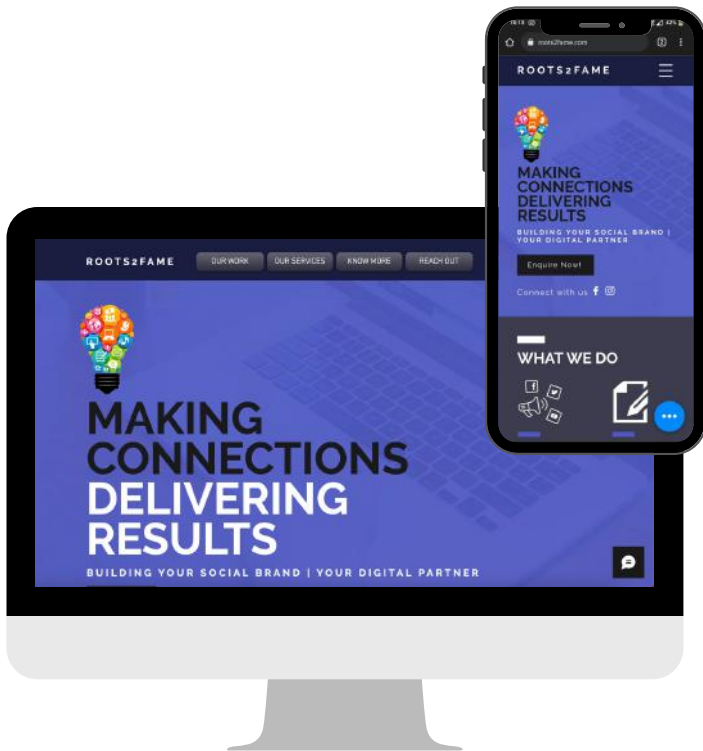 ROOTS2FAME
OUR WORK
OUR SERVICES
KNOW MORE
REACH OUT
MAKING
CONNECTIONS
DELIVERING
RESULTS
BUILDING YOUR SOCIAL BRAND | YOUR DIGITAL PARTNER
roots2fame.com
ROOTS2FAME
MAKING
CONNECTIONS
DELIVERING
RESULTS
BUILDING YOUR SOCIAL BRAND |
YOUR DIGITAL PARTNER
Enquire Now!
Connect with us
WHAT WE DO